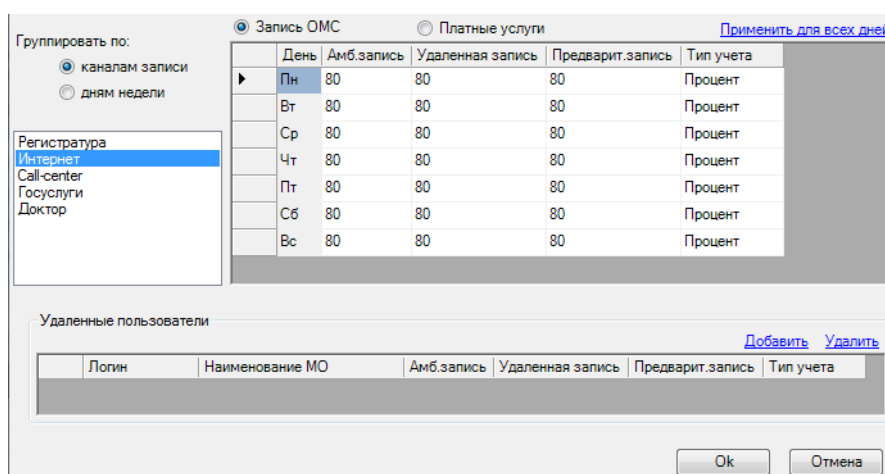 Группировать по:
каналам записи
дням недели
Регистратура
Интернет
Call-center
Госуслуги
Доктор
Запись ОМС Платные услуги Применить для всех дней
День Амб.запись Удаленная запись Предварит.запись Тип учета
Пн 80 80 80 Процент
Вт 80 80 80 Процент
Ср 80 80 80 Процент
Чт 80 80 80 Процент
Пт 80 80 80 Процент
Сб 80 80 80 Процент
Вс 80 80 80 Процент
Удаленные пользователи
Добавить Удалить
Логин Наименование МО Амб.запись Удаленная запись Предварит.запись Тип учета
Ok Отмена